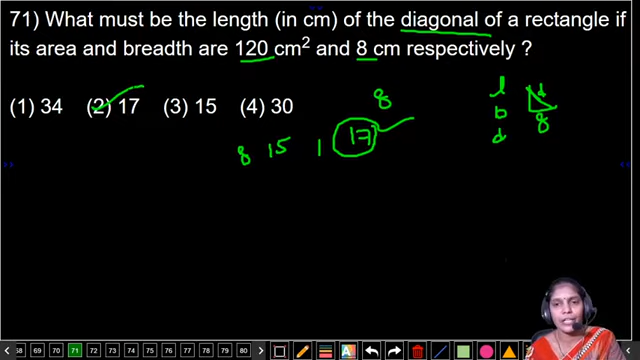 71) What must be the length (in cm) of the diagonal of a rectangle if
its area and breadth are 120 cm² and 8 cm respectively ?
(1) 34 (2) 17 (3) 15 (4) 30
8
l
b
d
d
8
8 15 1 17
68 69 70 71 72 73 74 75 76 77 78 79 80
A